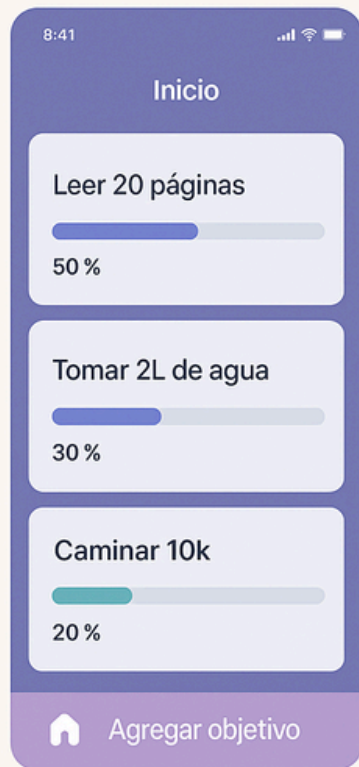 8:41
Inicio
Leer 20 páginas
50 %
Tomar 2L de agua
30 %
Caminar 10k
20 %
Agregar objetivo